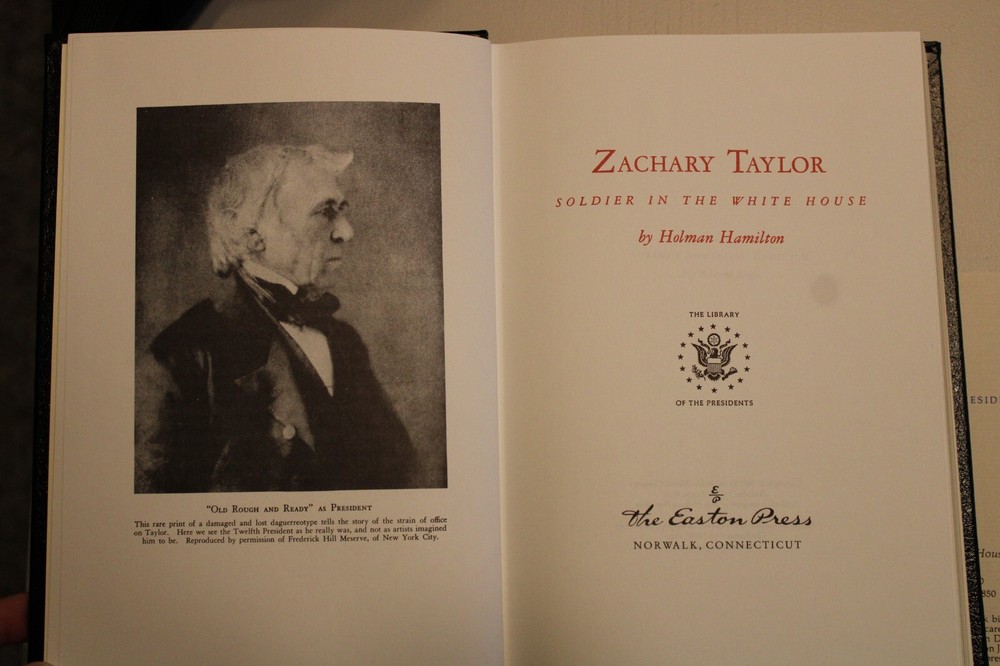 "Old Rough and Ready" as President
This rare print of a damaged and lost daguerreotype tells the story of the strain of office
on Taylor. Here we see the Twelfth President as he really was, and not as artists imagined
him to be. Reproduced by permission of Frederick Hill Meserve, of New York City.
ZACHARY TAYLOR
SOLDIER IN THE WHITE HOUSE
by Holman Hamilton
THE LIBRARY
OF THE PRESIDENTS
The Easton Press
NORWALK, CONNECTICUT
850